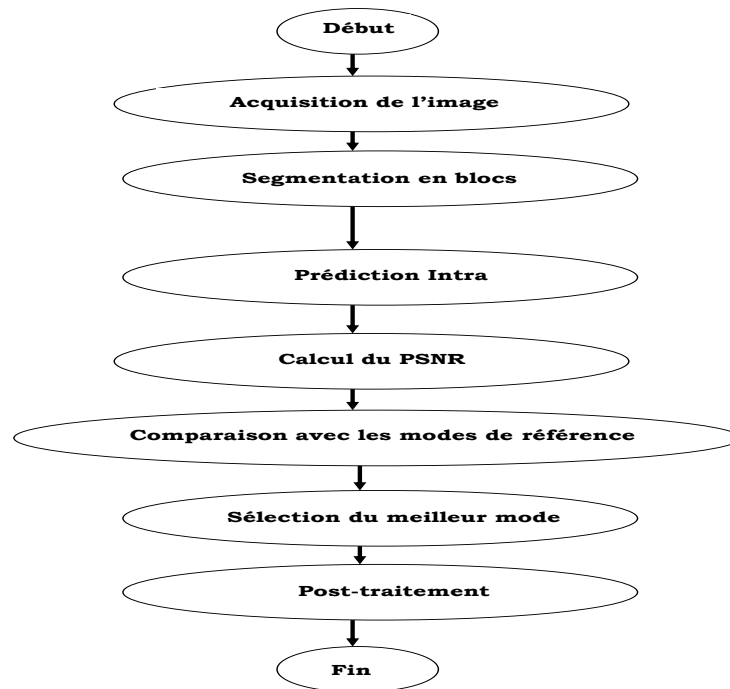 Début
Acquisition de l'image
Segmentation en blocs
Prédiction Intra
Calcul du PSNR
Comparaison avec les modes de référence
Sélection du meilleur mode
Post-traitement
Fin